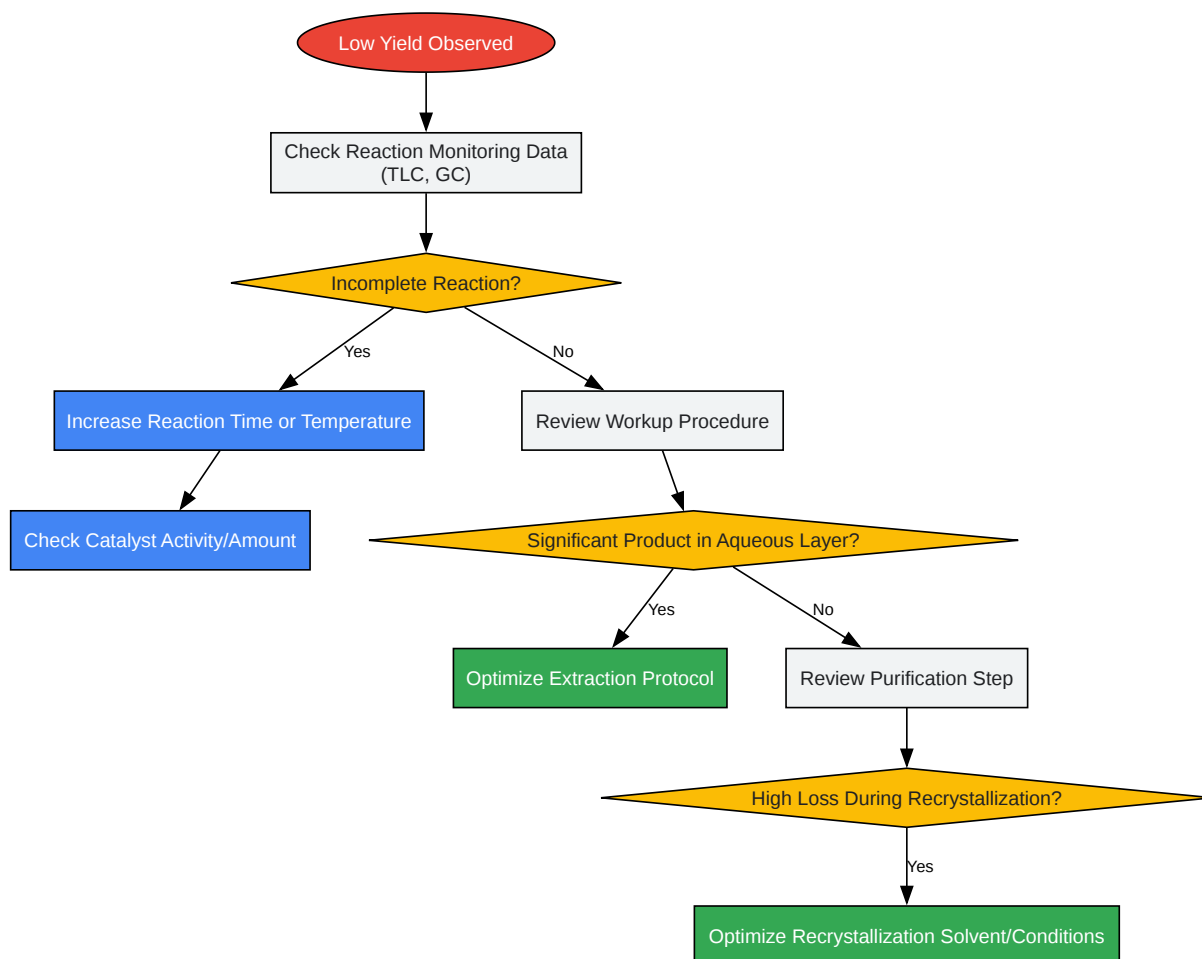 Low Yield Observed
Check Reaction Monitoring Data
(TLC, GC)
Incomplete Reaction?
Yes
No
Increase Reaction Time or Temperature
Review Workup Procedure
Check Catalyst Activity/Amount
Significant Product in Aqueous Layer?
Yes
No
Optimize Extraction Protocol
Review Purification Step
High Loss During Recrystallization?
Yes
Optimize Recrystallization Solvent/Conditions